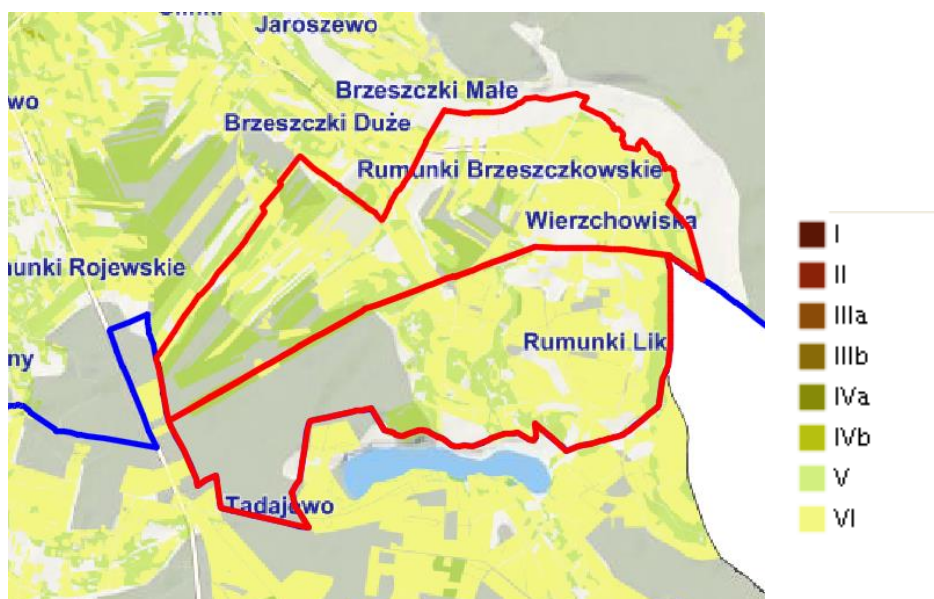 Jaroszewo
Brzeszczki Małe
wo
Brzeszczki Duże
Rumunki Brzeszczkowskie
Wierzchowiska
unki Rojewskie
ny
Rumunki Lik
Tadajewo
I
II
IIIa
IIIb
IVa
IVb
V
VI